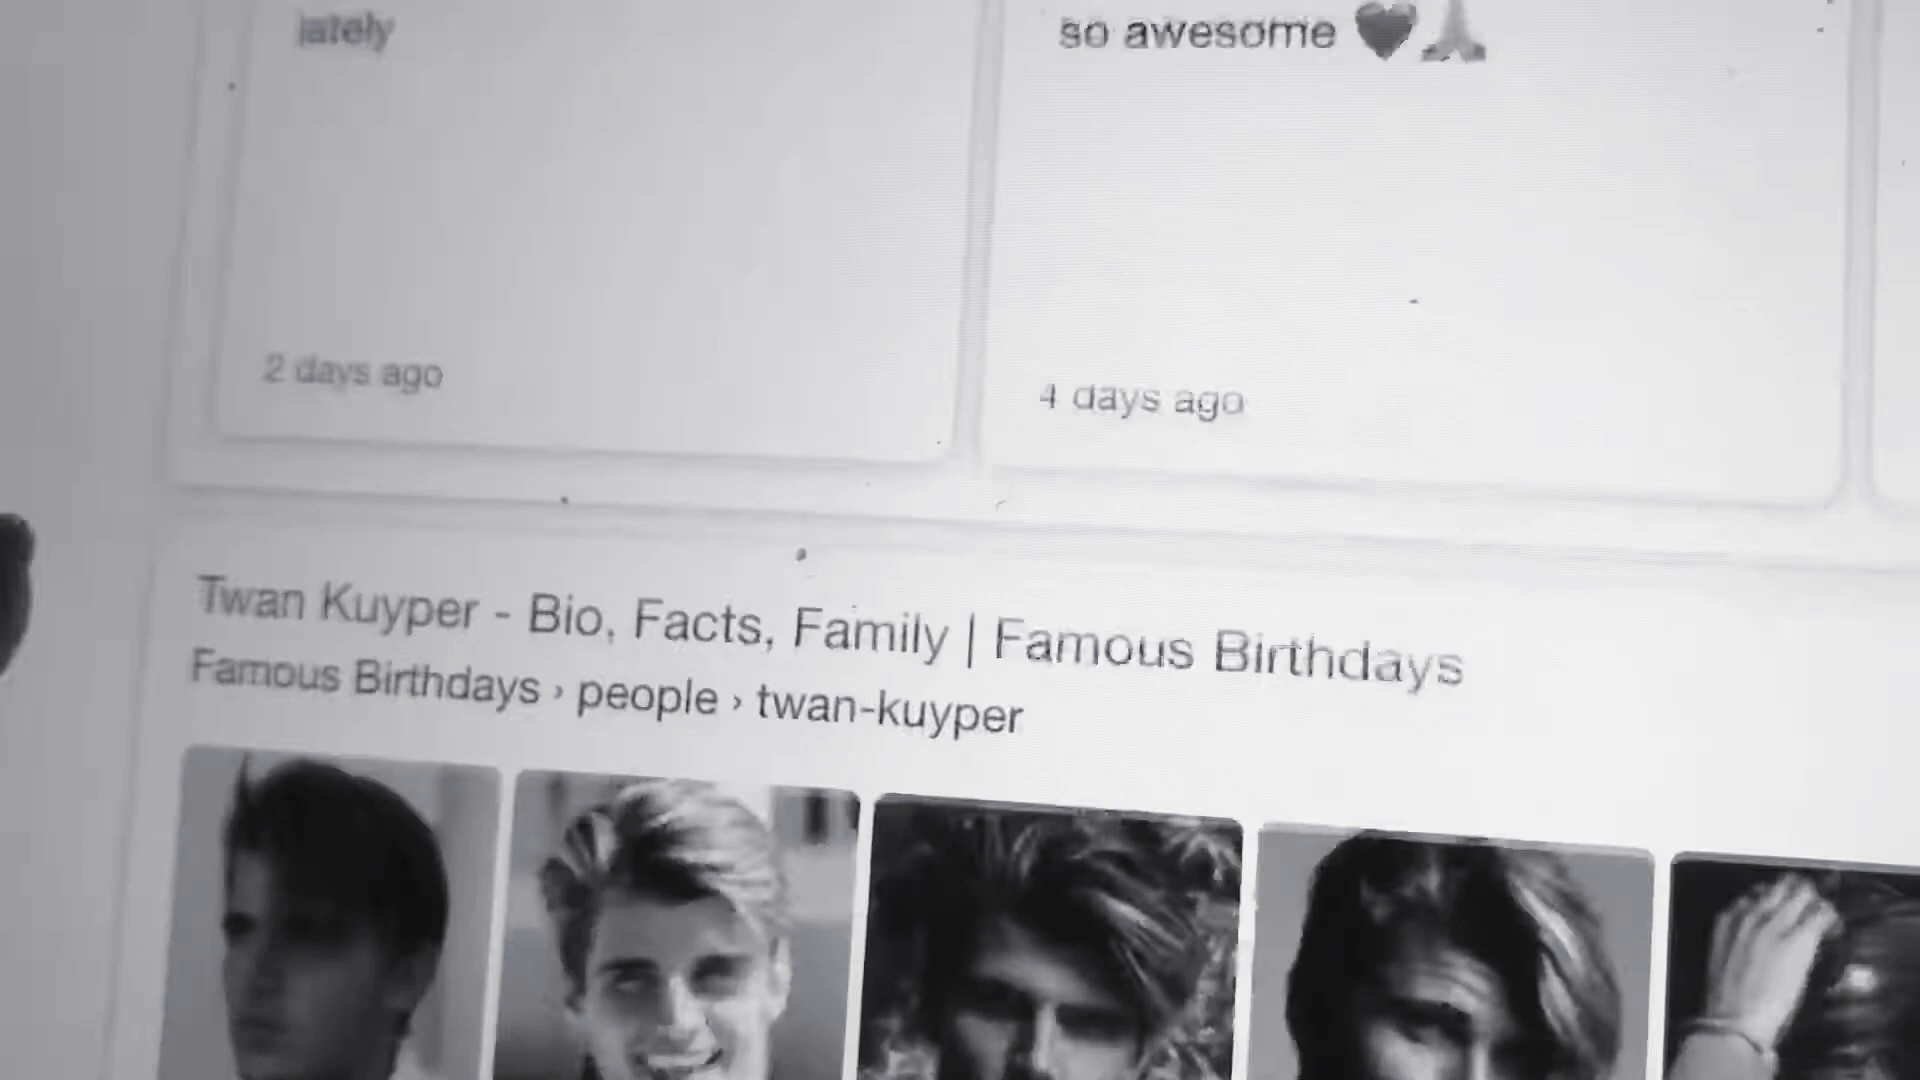 lately
so awesome
2 days ago
4 days ago
Twan Kuyper - Bio, Facts, Family | Famous Birthdays
Famous Birthdays › people › twan-kuyper